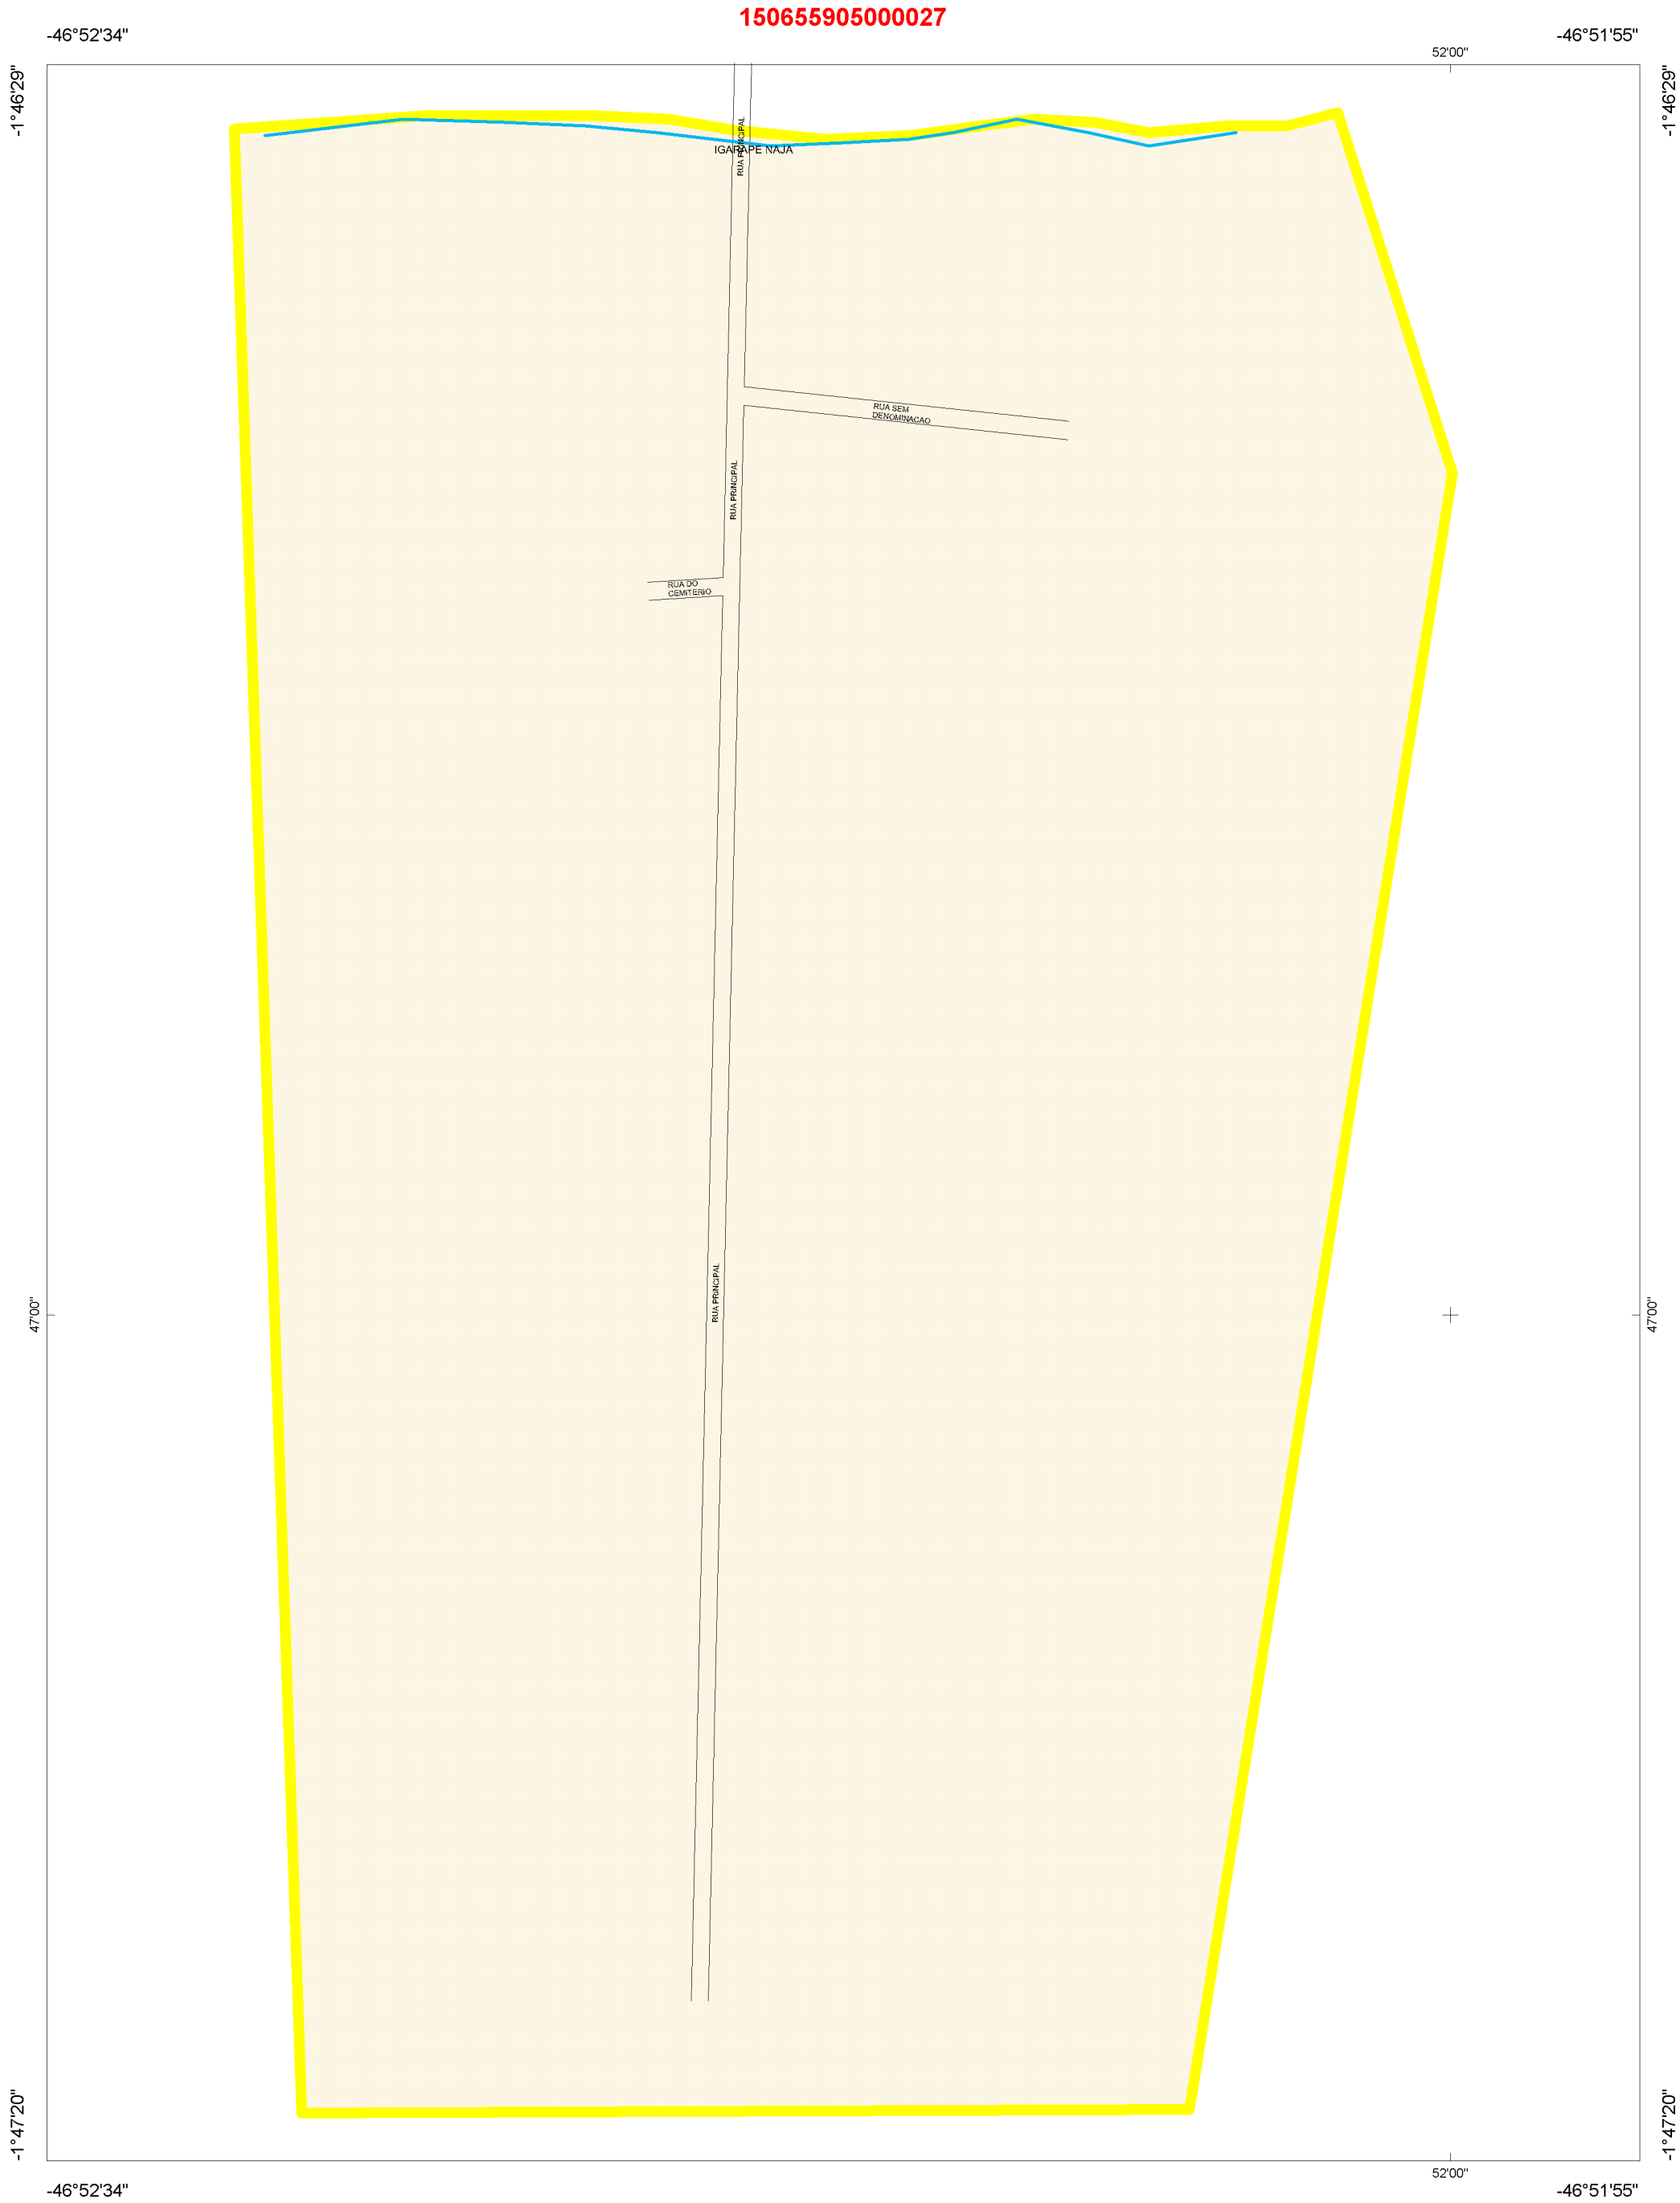 150655905000027
-46°52'34"
-46°51'55"
52'00"
-1°46'29"
-1°46'29"
RUA PRINCIPAL
IGARAPE NAJA
RUA SEM
DENOMINACAO
RUA PRINCIPAL
RUA DO
CEMITERIO
RUA PRINCIPAL
47'00"
47'00"
-1°47'20"
-1°47'20"
52'00"
-46°52'34"
-46°51'55"